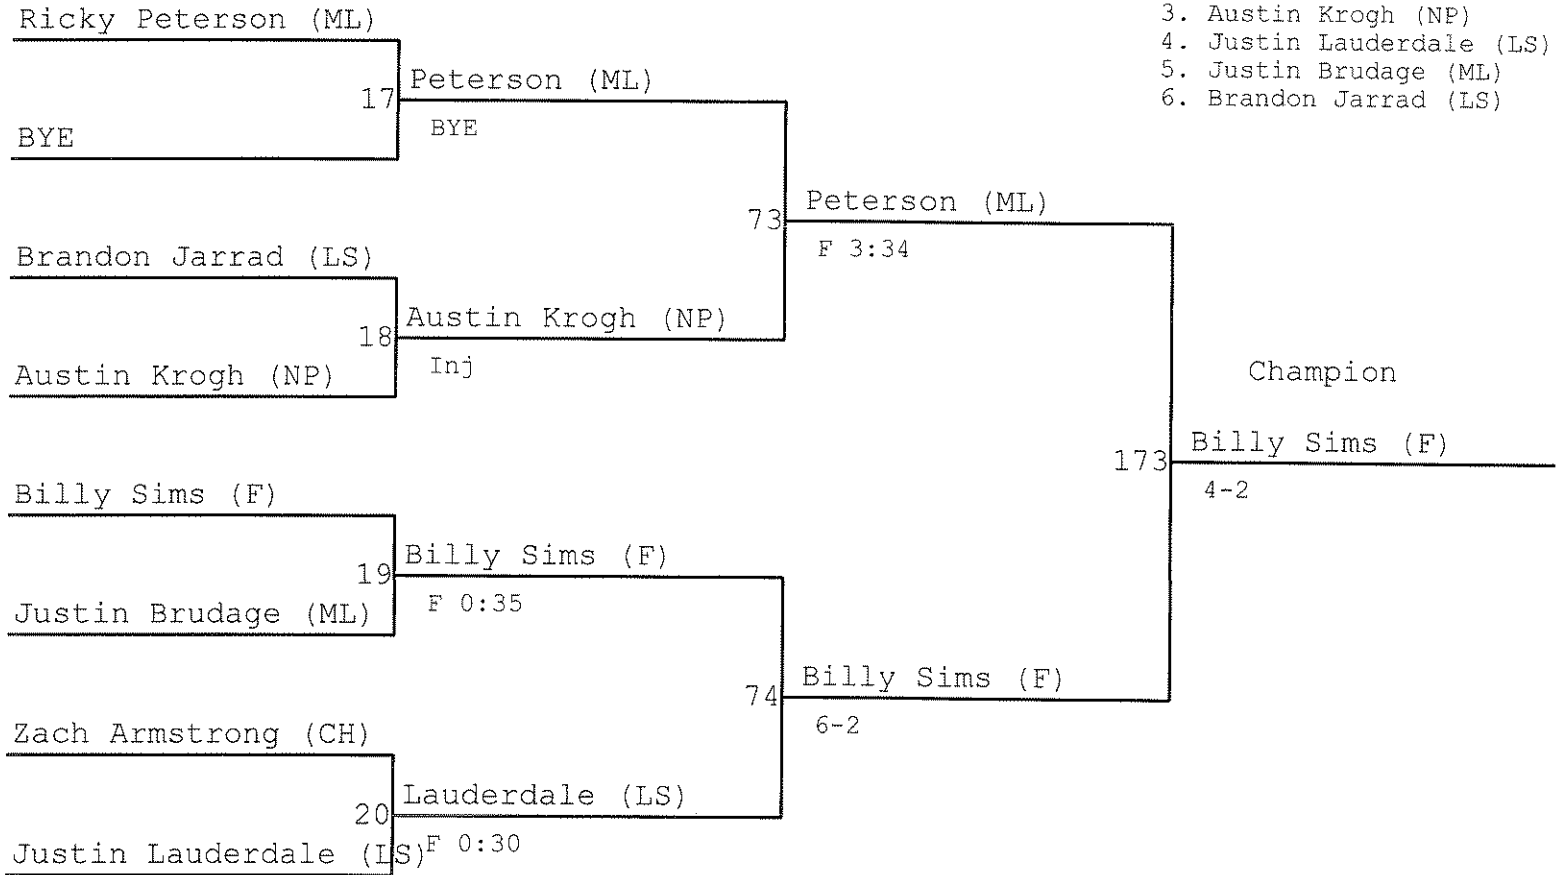 Ricky Peterson (ML)
3. Austin Krogh (NP)
4. Justin Lauderdale (LS)
5. Justin Brudage (ML)
6. Brandon Jarrad (LS)
17 Peterson (ML)
BYE
BYE
73 Peterson (ML)
F 3:34
Brandon Jarrad (LS)
18 Austin Krogh (NP)
Inj
Austin Krogh (NP)
Champion
173 Billy Sims (F)
4-2
Billy Sims (F)
19 Billy Sims (F)
F 0:35
Justin Brudage (ML)
74 Billy Sims (F)
6-2
Zach Armstrong (CH)
20 Lauderdale (LS)
F 0:30
Justin Lauderdale (LS)